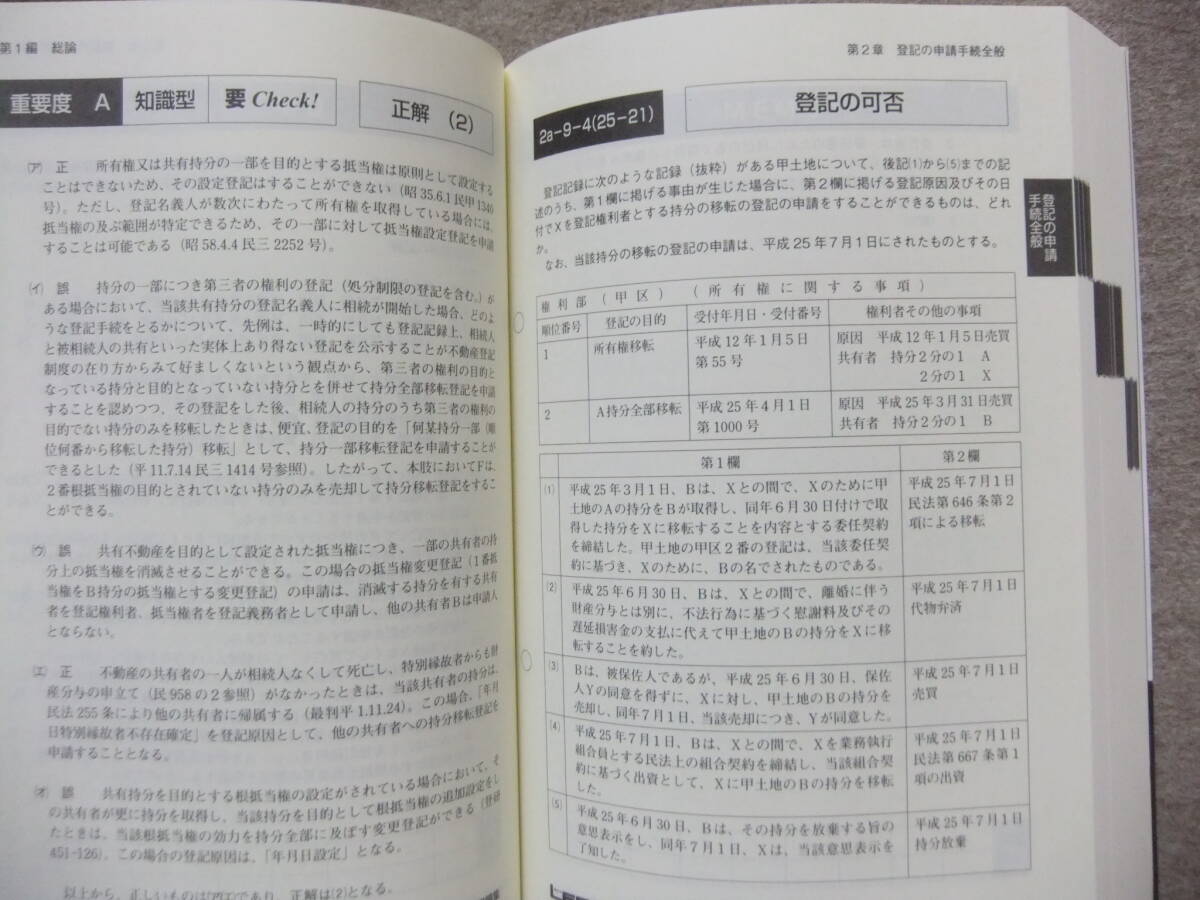 第1編 総論
重要度 A 知識型 要 Check! 正解 (2)
㋐ 正 所有権又は共有持分の一部を目的とする抵当権は原則として設定する
ことはできないため、その設定登記はすることができない（昭35.6.1民甲1340
号）。ただし、登記名義人が数次にわたって所有権を取得している場合には、
抵当権の及ぶ範囲が特定できるため、その一部に対して抵当権設定登記を申請
することは可能である（昭58.4.4民三2252号）。
㋑ 誤 持分の一部につき第三者の権利の登記（処分制限の登記を含む。）が
ある場合において、当該共有持分の登記名義人に相続が開始した場合、どのよ
うな登記手続をとるかについて、先例は、一時的にしても登記記録上、相続人
と被相続人の共有といった実体上あり得ない登記を公示することが不動産登記
制度の在り方からみて好ましくないという観点から、第三者の権利の目的と
なっている持分と目的となっていない持分とを併せて持分全部移転登記を申請
することを認めつつ、その登記をした後、相続人の持分のうち第三者の権利の
目的でない持分のみを移転したときは、便宜、登記の目的を「何某持分一部（順
位何番から移転した持分）移転」として、持分一部移転登記を申請することが
できるとした（平11.7.14民三1414号参照）。したがって、本肢においてFは、
2番根抵当権の目的とされていない持分のみを売却して持分移転登記をするこ
とができる。
㋒ 誤 共有不動産を目的として設定された抵当権につき、一部の共有者の持
分上の抵当権を消滅させることができる。この場合の抵当権変更登記（1番抵
当権をB持分の抵当権とする変更登記）の申請は、消滅する持分を有する共有
者を登記権利者、抵当権者を登記義務者として申請し、他の共有者Bは申請人
とならない。
㋓ 正 不動産の共有者の一人が相続人なくして死亡し、特別縁故者からも財
産分与の申立て（民958の2参照）がなかったときは、当該共有者の持分は、
民法255条により他の共有者に帰属する（最判平1.11.24）。この場合、「年月
日特別縁故者不存在確定」を登記原因として、他の共有者への持分移転登記を
申請することとなる。
㋔ 誤 共有持分を目的とする根抵当権の設定がされている場合において、そ
の共有者が更に持分を取得し、当該持分を目的として根抵当権の追加設定をし
たときは、当該根抵当権の効力を持分全部に及ぼす変更登記ができる（登研
451-126）。この場合の登記原因は、「年月日設定」となる。
以上から、正しいものは㋐㋓であり、正解は(2)となる。
第2章 登記の申請手続全般
2a-9-4(25-21) 登記の可否
登記記録に次のような記録（抜粋）がある甲土地について、後記(1)から(5)までの記
述のうち、第1欄に掲げる事由が生じた場合に、第2欄に掲げる登記原因及びその日
付でXを登記権利者とする持分の移転の登記の申請をすることができるものは、どれ
か。
なお、当該持分の移転の登記の申請は、平成25年7月1日にされたものとする。
権利部（甲区） （所有権に関する事項）
順位番号 登記の目的 受付年月日・受付番号 権利者その他の事項
1 所有権移転 平成12年1月5日 原因 平成12年1月5日売買
第55号 共有者 持分2分の1 A
2分の1 X
2 A持分全部移転 平成25年4月1日 原因 平成25年3月31日売買
第1000号 共有者 持分2分の1 B
第1欄 第2欄
(1) 平成25年3月1日、Bは、Xとの間で、Xのために甲 平成25年7月1日
土地のAの持分をBが取得し、同年6月30日付けで取 民法第646条第2
得した持分をXに移転することを内容とする委任契約 項による移転
を締結した。甲土地の甲区2番の登記は、当該委任契
約に基づき、Xのために、Bの名でされたものである。
(2) 平成25年6月30日、Bは、Xとの間で、離婚に伴う 平成25年7月1日
財産分与とは別に、不法行為に基づく慰謝料及びその 代物弁済
遅延損害金の支払に代えて甲土地のBの持分をXに移
転することを約した。
(3) Bは、被保佐人であるが、平成25年6月30日、保佐 平成25年7月1日
人Yの同意を得ずに、Xに対し、甲土地のBの持分を 売買
売却し、同年7月1日、当該売却につき、Yが同意した。
(4) 平成25年7月1日、Bは、Xとの間で、Xを業務執行 平成25年7月1日
組合員とする民法上の組合契約を締結し、当該組合契 民法第667条第1
約に基づく出資として、Xに甲土地のBの持分を移転 項の出資
した。
(5) 平成25年6月30日、Bは、その持分を放棄する旨の 平成25年7月1日
意思表示をし、同年7月1日、Xは、当該意思表示を 持分放棄
了知した。
登記の申請
手続全般